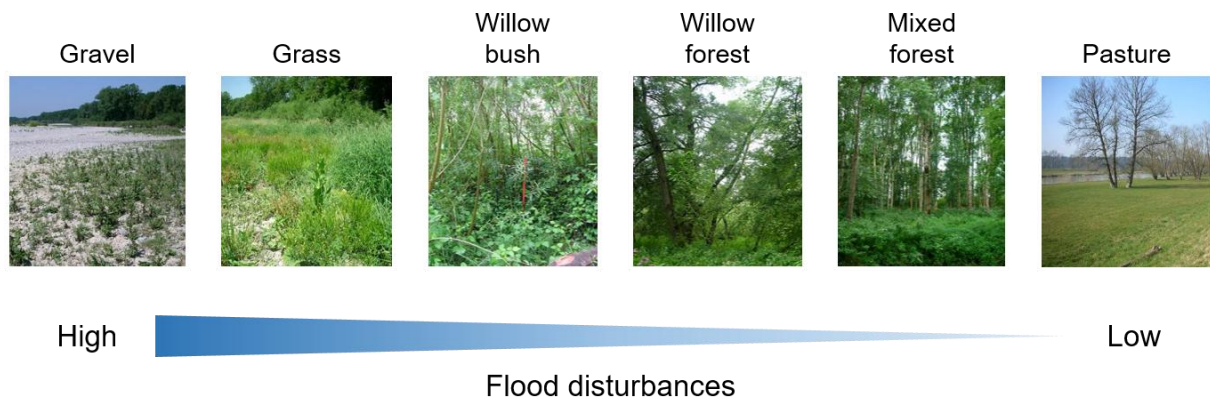 Gravel
Grass
Willow
bush
Willow
forest
Mixed
forest
Pasture
High
Low
Flood disturbances